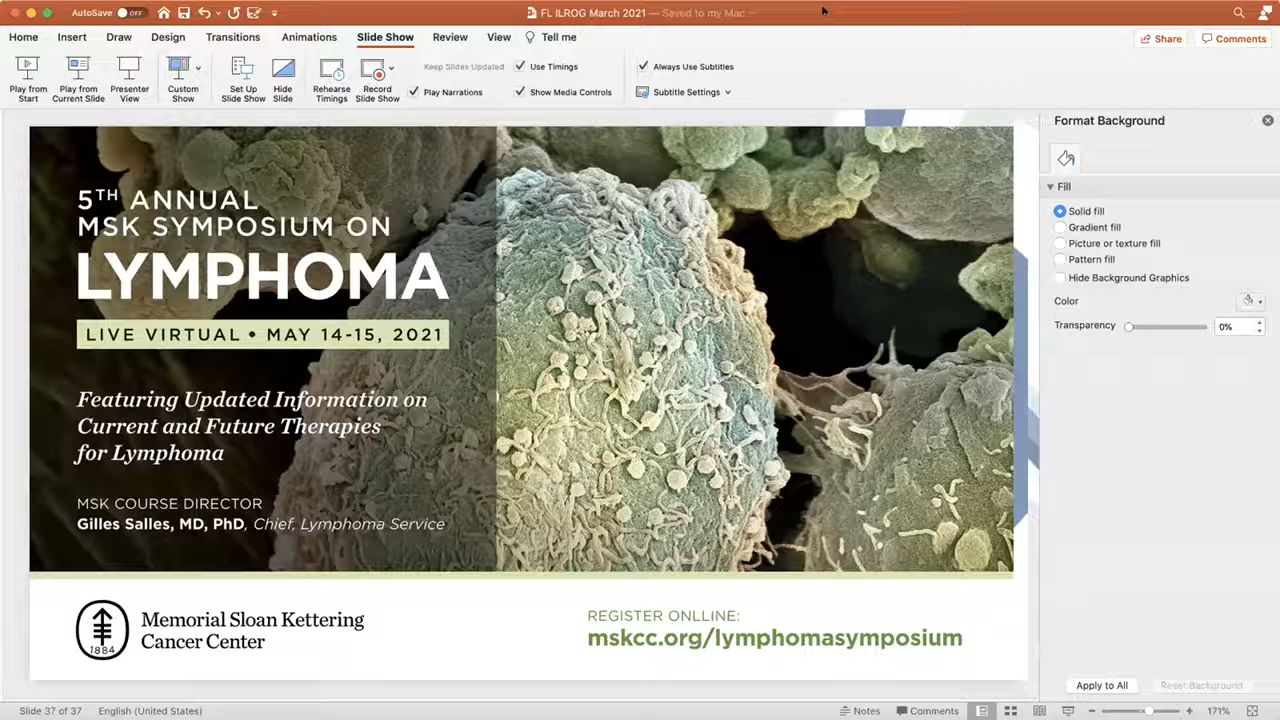 AutoSave OFF
FL ILROG March 2021 — Saved to my Mac
Home Insert Draw Design Transitions Animations Slide Show Review View Tell me
Share Comments
Play from Start
Play from Current Slide
Presenter View
Custom Show
Set Up Slide Show
Hide Slide
Rehearse Timings
Record Slide Show
Keep Slides Updated
Play Narrations
Use Timings
Show Media Controls
Always Use Subtitles
Subtitle Settings
5TH ANNUAL
MSK SYMPOSIUM ON
LYMPHOMA
LIVE VIRTUAL • MAY 14-15, 2021
Featuring Updated Information on
Current and Future Therapies
for Lymphoma
MSK COURSE DIRECTOR
Gilles Salles, MD, PhD, Chief, Lymphoma Service
1884
Memorial Sloan Kettering
Cancer Center
REGISTER ONLLINE:
mskcc.org/lymphomasymposium
Format Background
Fill
Solid fill
Gradient fill
Picture or texture fill
Pattern fill
Hide Background Graphics
Color
Transparency 0%
Apply to All Reset Background
Slide 37 of 37 English (United States) Notes Comments 171%